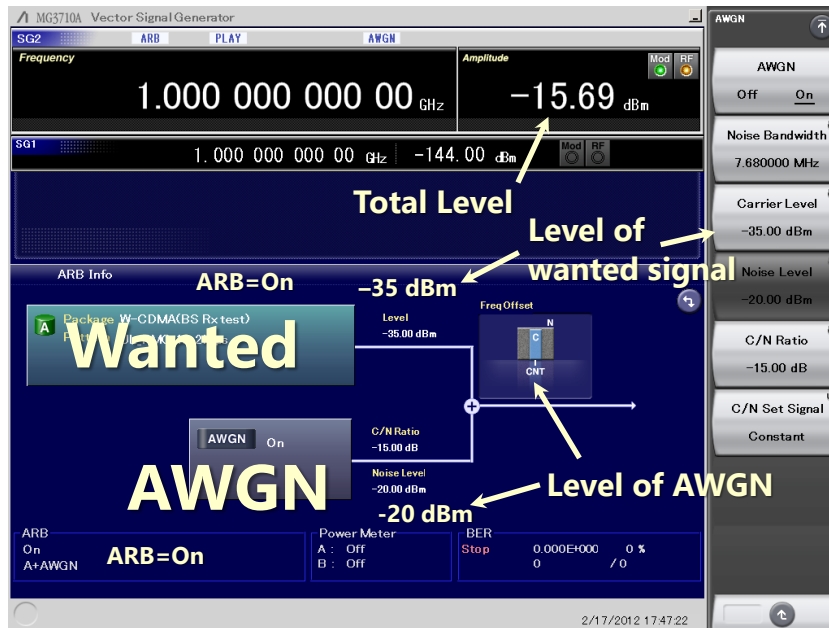 MG3710A Vector Signal Generator
SG2 ARB PLAY AWGN
Frequency
1.000 000 000 00 GHz
Amplitude
Mod RF
-15.69 dBm
SG1
1.000 000 000 00 GHz -144.00 dBm
Mod RF
Total Level
Level of
wanted signal
ARB Info
ARB=On
-35 dBm
A
Package W-CDMA(BS Rx test)
Wanted
Level
-35.00 dBm
Freq Offset
N
C
CNT
AWGN On
AWGN
C/N Ratio
-15.00 dB
Noise Level
-20.00 dBm
-20 dBm
Level of AWGN
ARB
On
A+AWGN
ARB=On
Power Meter
A : Off
B : Off
BER
Stop 0.000E+000 0 %
0 / 0
2/17/2012 17:47:22
AWGN
AWGN
Off On
Noise Bandwidth
7.680000 MHz
Carrier Level
-35.00 dBm
Noise Level
-20.00 dBm
C/N Ratio
-15.00 dB
C/N Set Signal
Constant